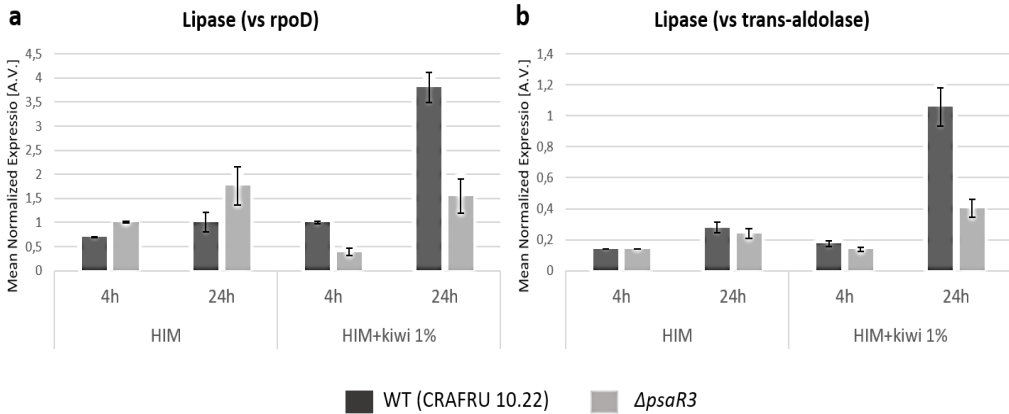 a
Lipase (vs rpoD)
Mean Normalized Expressio [A.V.]
4,5
4
3,5
3
2,5
2
1,5
1
0,5
0
4h 24h 4h 24h
HIM HIM+kiwi 1%
b
Lipase (vs trans-aldolase)
Mean Normalized Expressio [A.V.]
1,4
1,2
1
0,8
0,6
0,4
0,2
0
4h 24h 4h 24h
HIM HIM+kiwi 1%
WT (CRAFRU 10.22) ΔpsaR3